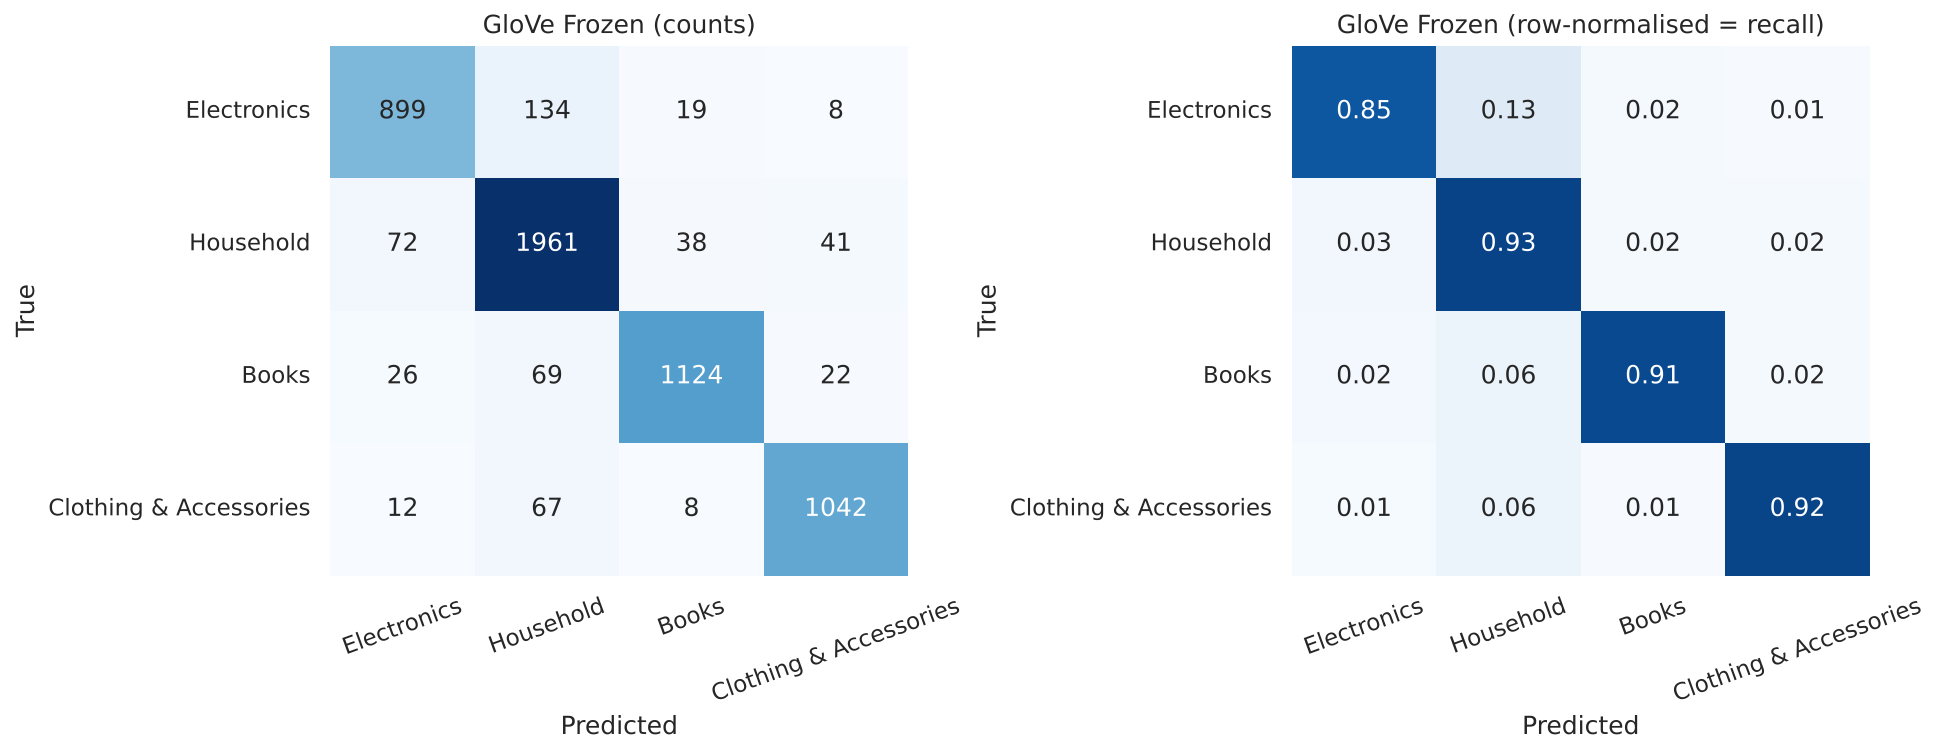 GloVe Frozen (counts)
Electronics 899 134 19 8
Household 72 1961 38 41
Books 26 69 1124 22
Clothing & Accessories 12 67 8 1042
True
Electronics Household Books Clothing & Accessories
Predicted
GloVe Frozen (row-normalised = recall)
Electronics 0.85 0.13 0.02 0.01
Household 0.03 0.93 0.02 0.02
Books 0.02 0.06 0.91 0.02
Clothing & Accessories 0.01 0.06 0.01 0.92
True
Electronics Household Books Clothing & Accessories
Predicted